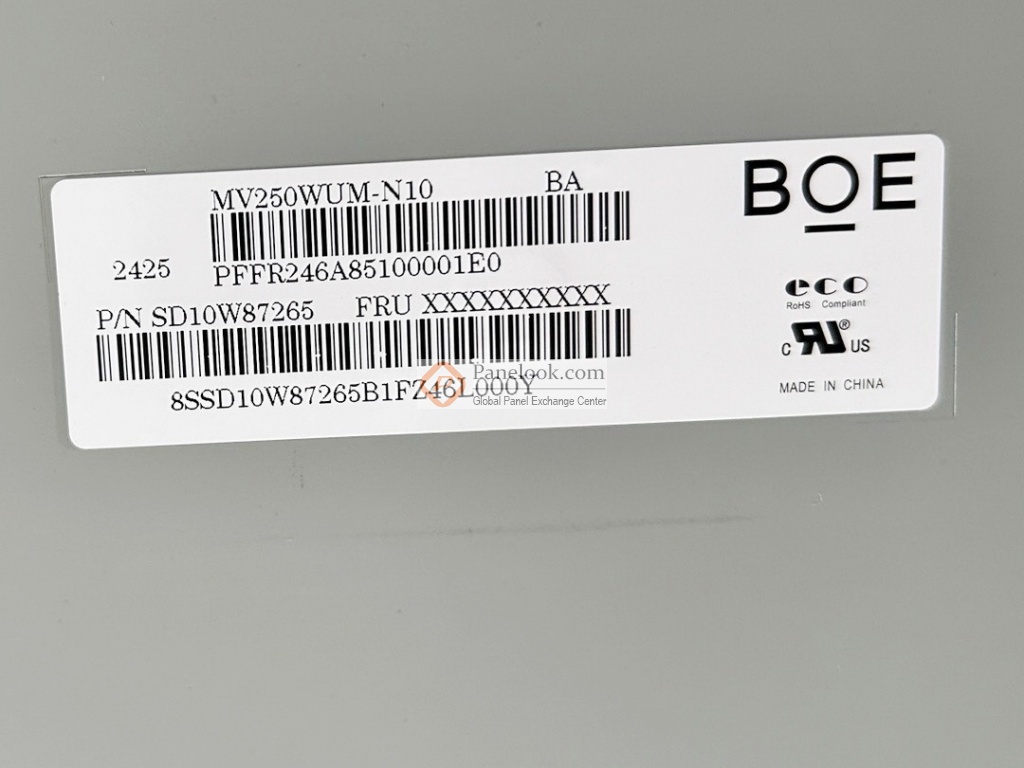 MV250WUM-N10 BA
BOE
2425 PFFR246A85100001E0
P/N SD10W87265 FRU XXXXXXXXXX
8SSD10W87265B1FZ46L000Y
eco
RoHS Compliant
C RU ® US
MADE IN CHINA
Panelook.com
Global Panel Exchange Center